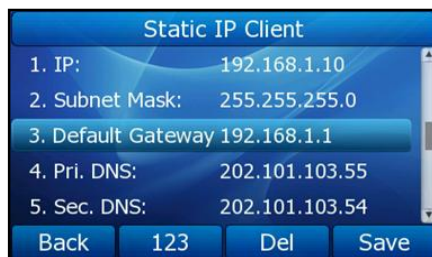 Static IP Client
1. IP: 192.168.1.10
2. Subnet Mask: 255.255.255.0
3. Default Gateway 192.168.1.1
4. Pri. DNS: 202.101.103.55
5. Sec. DNS: 202.101.103.54
Back 123 Del Save